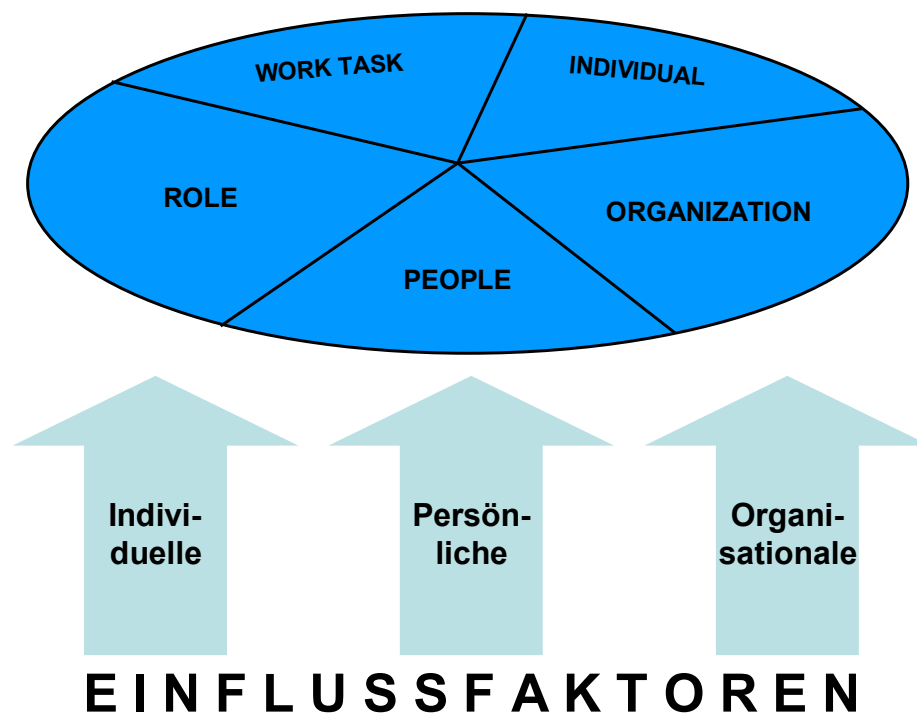 WORK TASK
INDIVIDUAL
ROLE
ORGANIZATION
PEOPLE
Indivi-
duelle
Persön-
liche
Organi-
sationale
EINFLUSSFAKTOREN